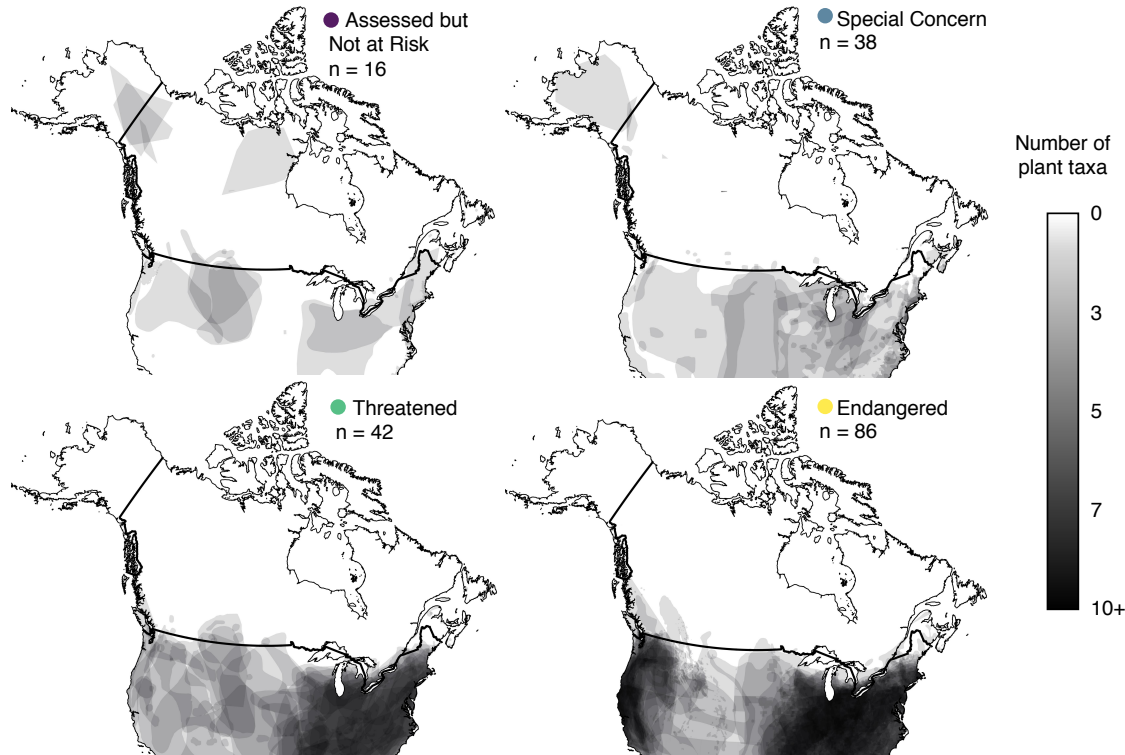 Assessed but
Not at Risk
n = 16
Special Concern
n = 38
Number of
plant taxa
0
3
5
7
10+
Threatened
n = 42
Endangered
n = 86